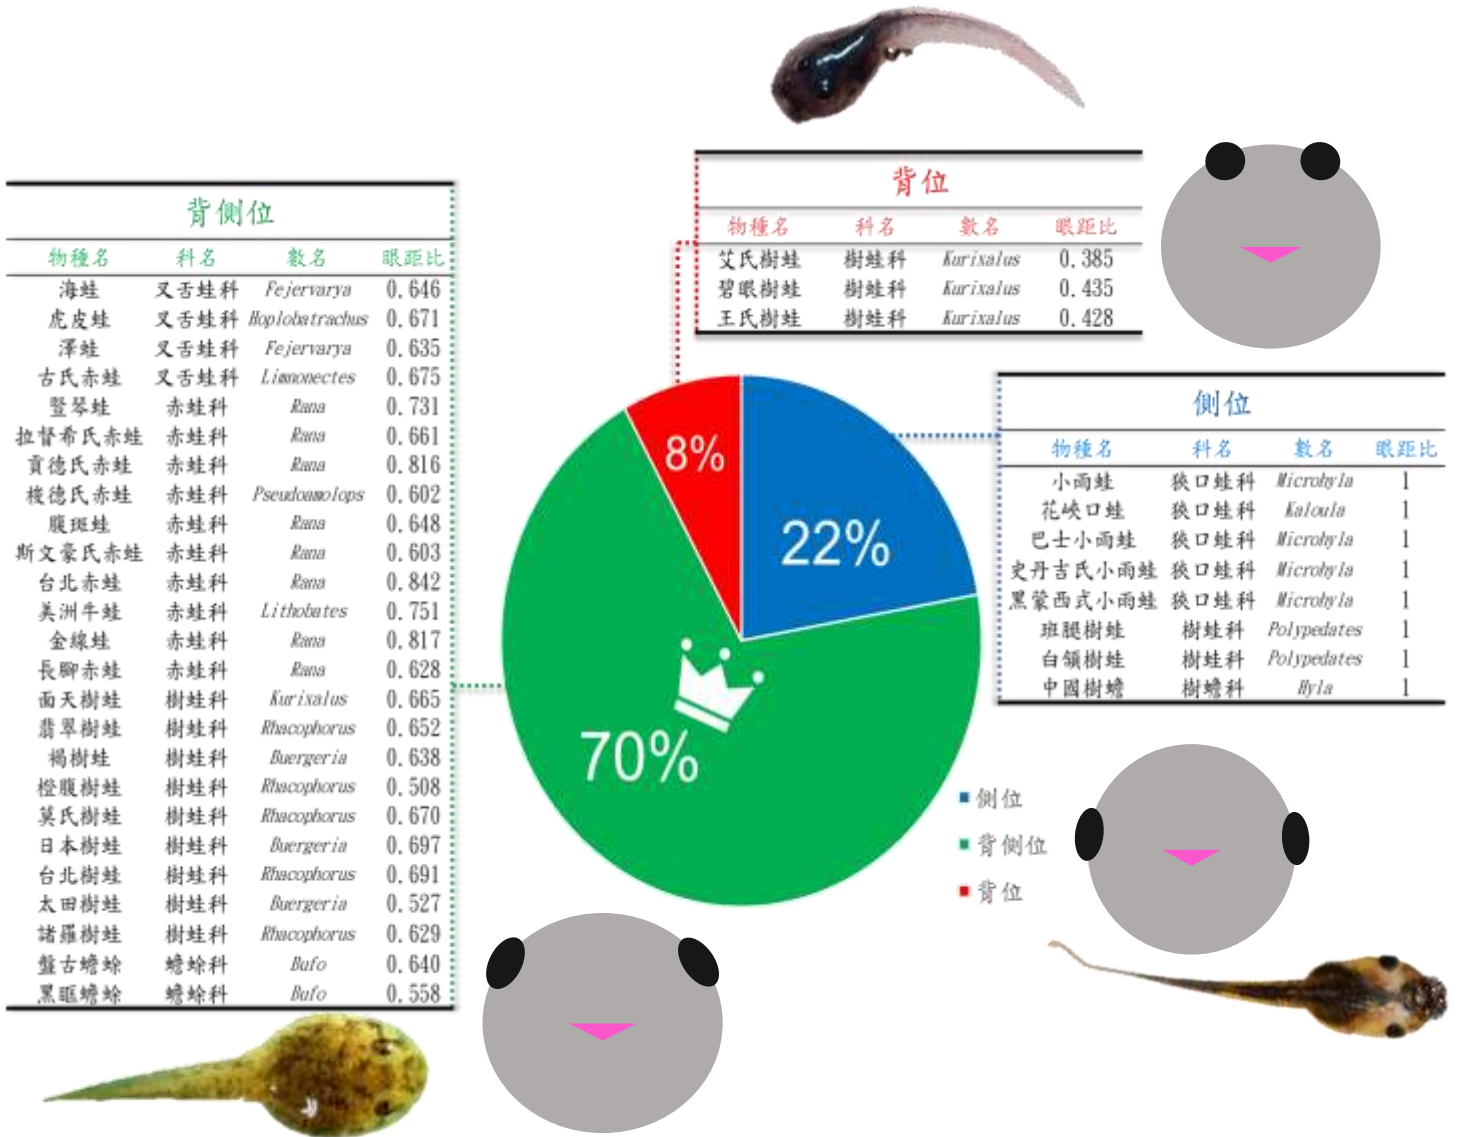 背位
物種名 科名 數名 眼距比
艾氏樹蛙 樹蛙科 Kurixalus 0.385
碧眼樹蛙 樹蛙科 Kurixalus 0.435
王氏樹蛙 樹蛙科 Kurixalus 0.428
背側位
物種名 科名 數名 眼距比
海蛙 叉舌蛙科 Fejervarya 0.646
虎皮蛙 叉舌蛙科 Hoplobatrachus 0.671
澤蛙 叉舌蛙科 Fejervarya 0.635
古氏赤蛙 叉舌蛙科 Limnonectes 0.675
豎琴蛙 赤蛙科 Rana 0.731
拉督希氏赤蛙 赤蛙科 Rana 0.661
貢德氏赤蛙 赤蛙科 Rana 0.816
梭德氏赤蛙 赤蛙科 Pseudoamolops 0.602
腹斑蛙 赤蛙科 Rana 0.648
斯文豪氏赤蛙 赤蛙科 Rana 0.603
台北赤蛙 赤蛙科 Rana 0.842
美洲牛蛙 赤蛙科 Lithobates 0.751
金線蛙 赤蛙科 Rana 0.817
長腳赤蛙 赤蛙科 Rana 0.628
面天樹蛙 樹蛙科 Kurixalus 0.665
翡翠樹蛙 樹蛙科 Rhacophorus 0.652
褐樹蛙 樹蛙科 Buergeria 0.638
橙腹樹蛙 樹蛙科 Rhacophorus 0.508
莫氏樹蛙 樹蛙科 Rhacophorus 0.670
日本樹蛙 樹蛙科 Buergeria 0.697
台北樹蛙 樹蛙科 Rhacophorus 0.691
太田樹蛙 樹蛙科 Buergeria 0.527
諸羅樹蛙 樹蛙科 Rhacophorus 0.629
盤古蟾蜍 蟾蜍科 Bufo 0.640
黑眶蟾蜍 蟾蜍科 Bufo 0.558
8%
22%
70%
側位
物種名 科名 數名 眼距比
小雨蛙 狹口蛙科 Microhyla 1
花狹口蛙 狹口蛙科 Kaloula 1
巴士小雨蛙 狹口蛙科 Microhyla 1
史丹吉氏小雨蛙 狹口蛙科 Microhyla 1
黑蒙西式小雨蛙 狹口蛙科 Microhyla 1
班腿樹蛙 樹蛙科 Polypedates 1
白頷樹蛙 樹蛙科 Polypedates 1
中國樹蟾 樹蟾科 Hyla 1
側位
背側位
背位